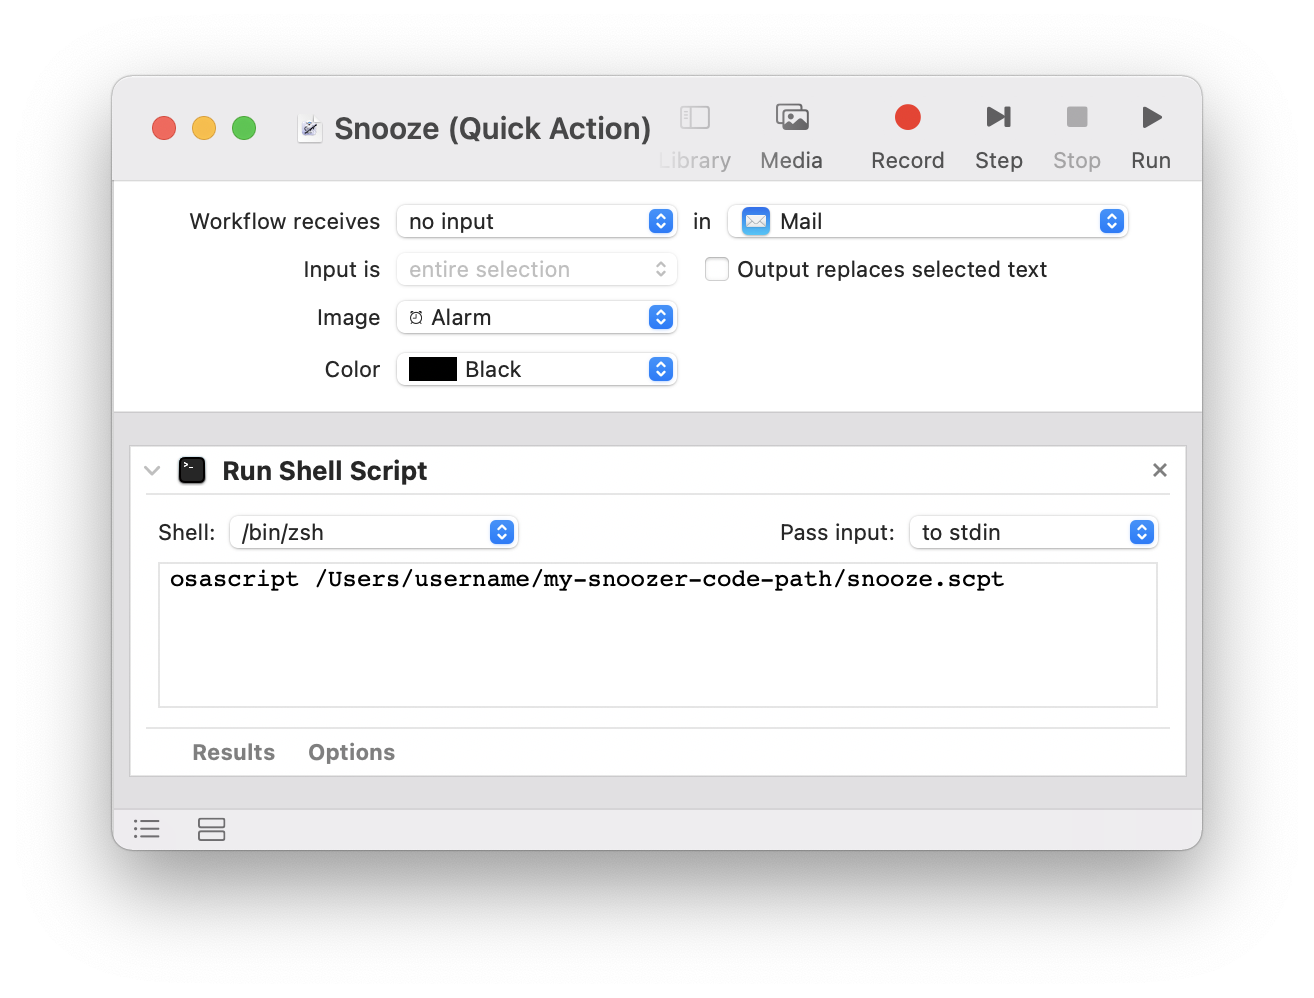 Snooze (Quick Action)
Library
Media
Record
Step
Stop
Run
Workflow receives no input in Mail
Input is entire selection Output replaces selected text
Image Alarm
Color Black
>-
Run Shell Script
Shell: /bin/zsh Pass input: to stdin
osascript /Users/username/my-snoozer-code-path/snooze.scpt
Results Options